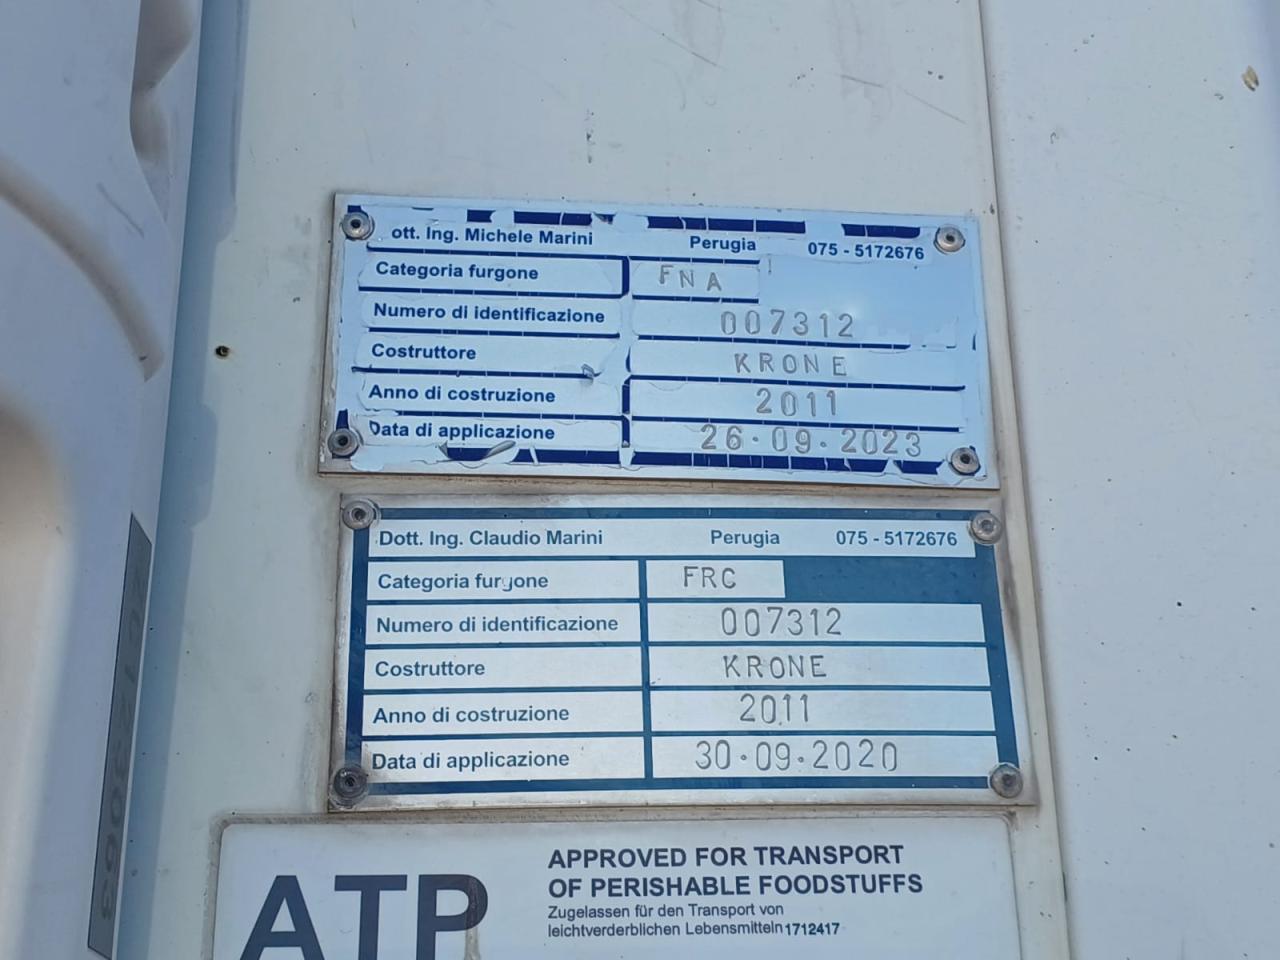 ott. Ing. Michele Marini Perugia 075 - 5172676
Categoria furgone FNA
Numero di identificazione 007312
Costruttore KRONE
Anno di costruzione 2011
Data di applicazione 26·09·2023
Dott. Ing. Claudio Marini Perugia 075 - 5172676
Categoria furgone FRC
Numero di identificazione 007312
Costruttore KRONE
Anno di costruzione 2011
Data di applicazione 30·09·2020
ATP
APPROVED FOR TRANSPORT
OF PERISHABLE FOODSTUFFS
Zugelassen für den Transport von
leichtverderblichen Lebensmitteln 1712417